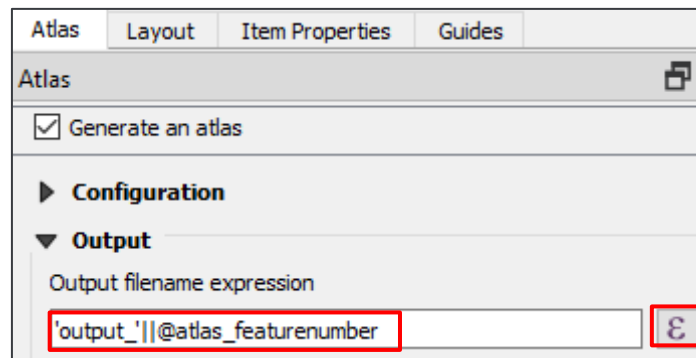 Atlas Layout Item Properties Guides
Atlas
Generate an atlas
Configuration
Output
Output filename expression
'output_'||@atlas_featurenumber ε